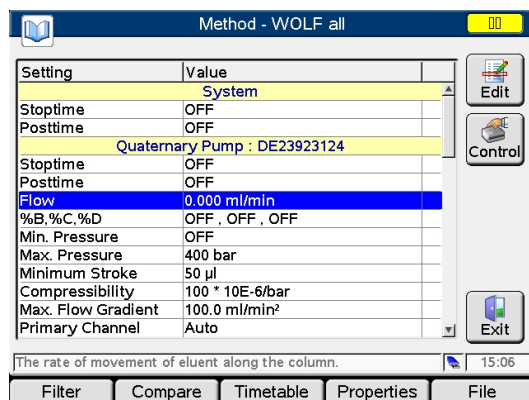 Method - WOLF all
Setting Value
System
Stoptime OFF
Posttime OFF
Quaternary Pump : DE23923124
Stoptime OFF
Posttime OFF
Flow 0.000 ml/min
%B,%C,%D OFF , OFF , OFF
Min. Pressure OFF
Max. Pressure 400 bar
Minimum Stroke 50 µl
Compressibility 100 * 10E-6/bar
Max. Flow Gradient 100.0 ml/min²
Primary Channel Auto
Edit
Control
Exit
The rate of movement of eluent along the column.
15:06
Filter Compare Timetable Properties File